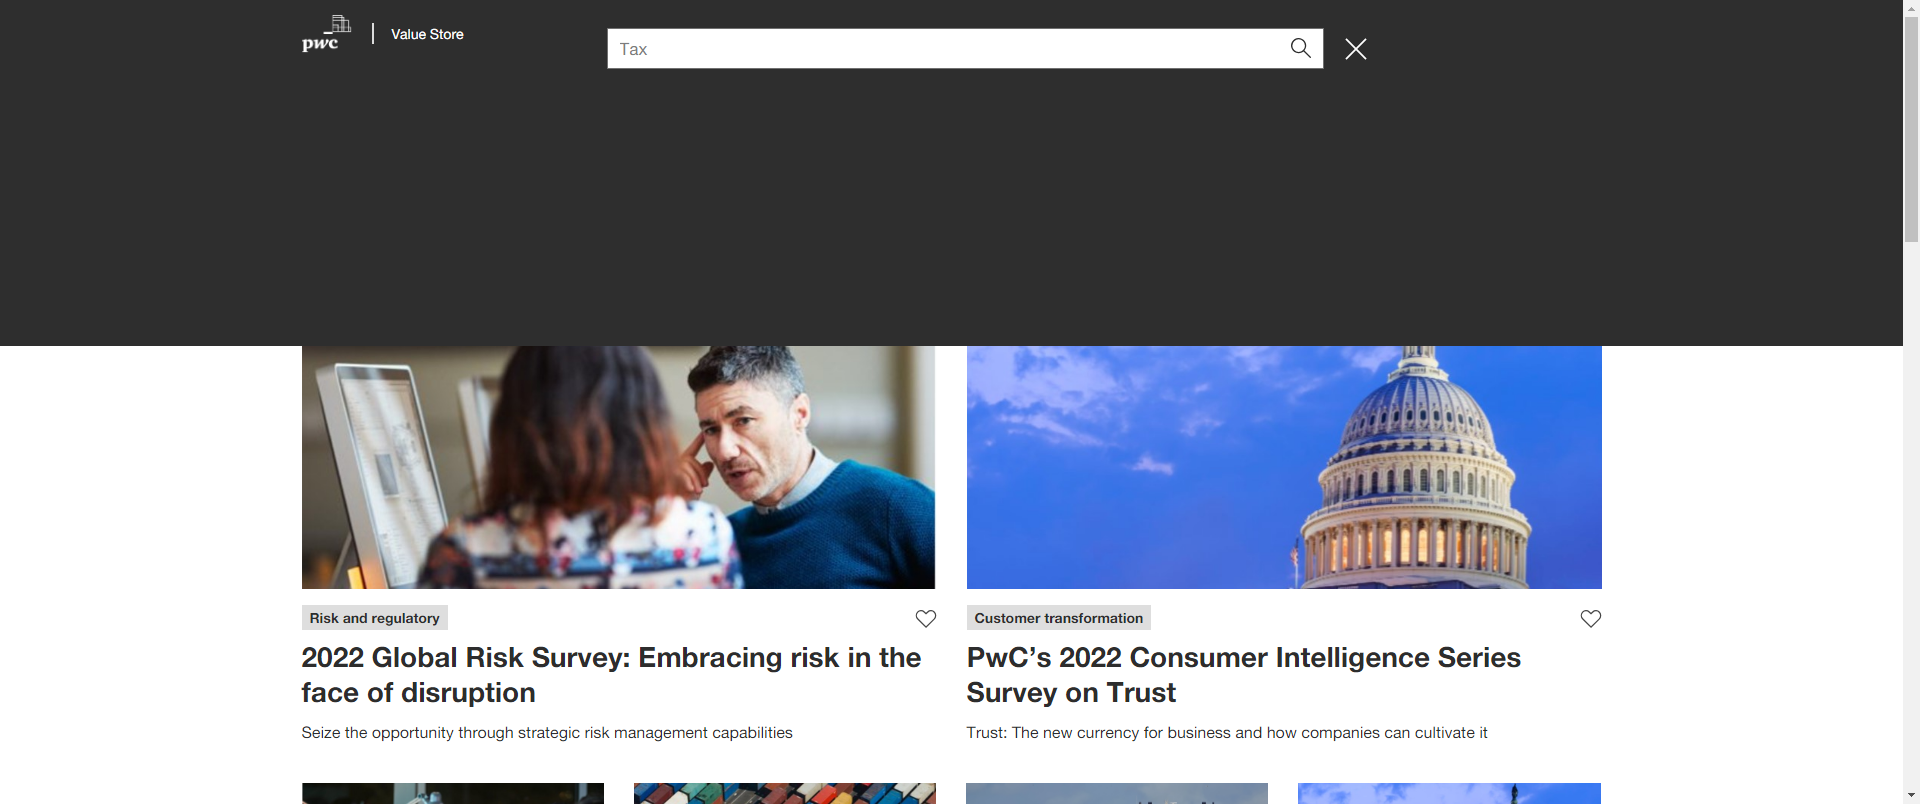 pwc
Value Store
Tax
Risk and regulatory
2022 Global Risk Survey: Embracing risk in the
face of disruption
Seize the opportunity through strategic risk management capabilities
Customer transformation
PwC’s 2022 Consumer Intelligence Series
Survey on Trust
Trust: The new currency for business and how companies can cultivate it